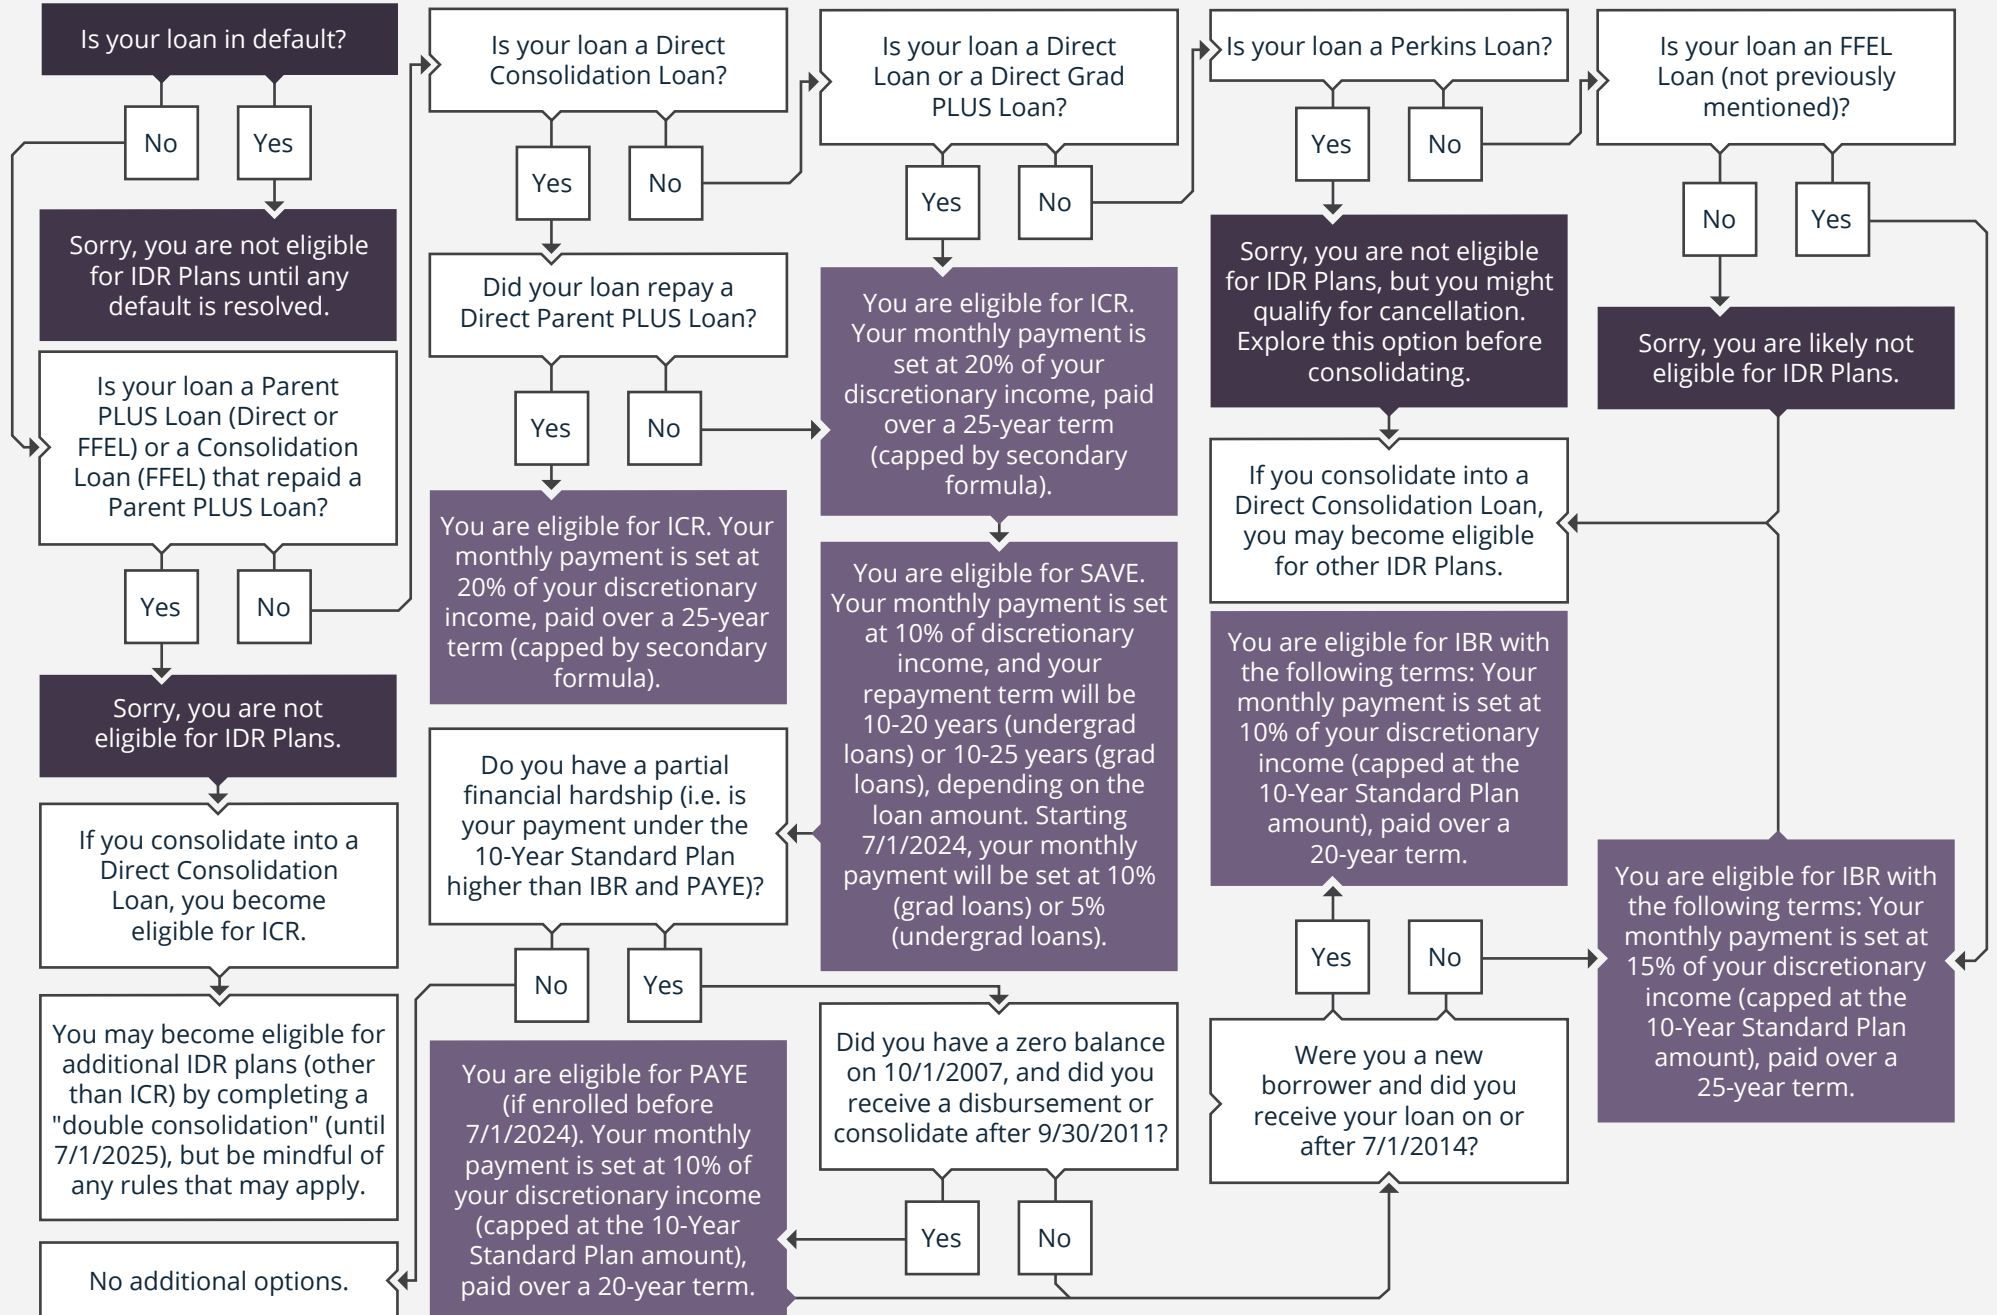 Is your loan in default?
No
Yes
Sorry, you are not eligible
for IDR Plans until any
default is resolved.
Is your loan a Parent
PLUS Loan (Direct or
FFEL) or a Consolidation
Loan (FFEL) that repaid a
Parent PLUS Loan?
Yes
No
Sorry, you are not
eligible for IDR Plans.
If you consolidate into a
Direct Consolidation
Loan, you become
eligible for ICR.
You may become eligible for
additional IDR plans (other
than ICR) by completing a
"double consolidation" (until
7/1/2025), but be mindful of
any rules that may apply.
No additional options.
Is your loan a Direct
Consolidation Loan?
Yes
No
Did your loan repay a
Direct Parent PLUS Loan?
Yes
No
You are eligible for ICR. Your
monthly payment is set at
20% of your discretionary
income, paid over a 25-year
term (capped by secondary
formula).
Do you have a partial
financial hardship (i.e. is
your payment under the
10-Year Standard Plan
higher than IBR and PAYE)?
No
Yes
You are eligible for PAYE
(if enrolled before
7/1/2024). Your monthly
payment is set at 10% of
your discretionary income
(capped at the 10-Year
Standard Plan amount),
paid over a 20-year term.
Is your loan a Direct
Loan or a Direct Grad
PLUS Loan?
Yes
No
You are eligible for ICR.
Your monthly payment is
set at 20% of your
discretionary income, paid
over a 25-year term
(capped by secondary
formula).
You are eligible for SAVE.
Your monthly payment is set
at 10% of discretionary
income, and your
repayment term will be
10-20 years (undergrad
loans) or 10-25 years (grad
loans), depending on the
loan amount. Starting
7/1/2024, your monthly
payment will be set at 10%
(grad loans) or 5%
(undergrad loans).
Did you have a zero balance
on 10/1/2007, and did you
receive a disbursement or
consolidate after 9/30/2011?
Yes
No
Is your loan a Perkins Loan?
Yes
No
Sorry, you are not eligible
for IDR Plans, but you might
qualify for cancellation.
Explore this option before
consolidating.
If you consolidate into a
Direct Consolidation Loan,
you may become eligible
for other IDR Plans.
You are eligible for IBR with
the following terms: Your
monthly payment is set at
10% of your discretionary
income (capped at the
10-Year Standard Plan
amount), paid over a
20-year term.
Yes
No
Were you a new
borrower and did you
receive your loan on or
after 7/1/2014?
Is your loan an FFEL
Loan (not previously
mentioned)?
No
Yes
Sorry, you are likely not
eligible for IDR Plans.
You are eligible for IBR with
the following terms: Your
monthly payment is set at
15% of your discretionary
income (capped at the
10-Year Standard Plan
amount), paid over a
25-year term.